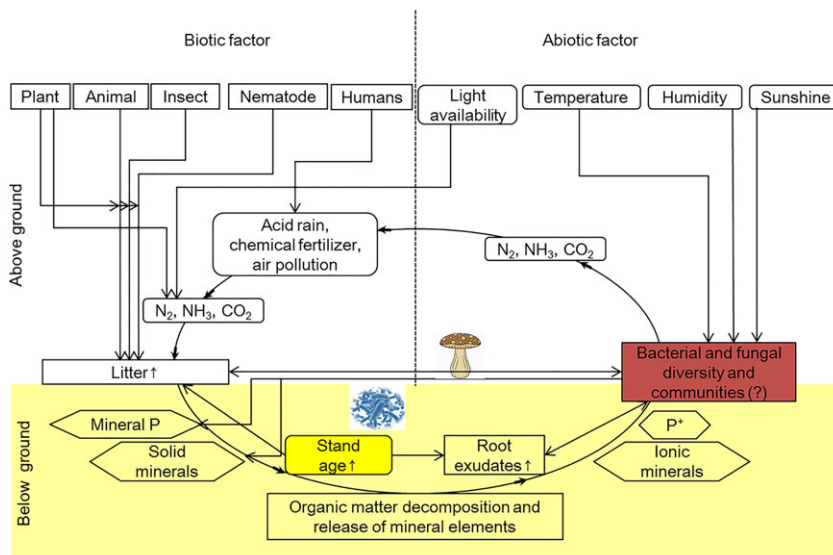 Biotic factor
Abiotic factor
Plant
Animal
Insect
Nematode
Humans
Light
availability
Temperature
Humidity
Sunshine
Above ground
Acid rain,
chemical fertilizer,
air pollution
N₂, NH₃, CO₂
N₂, NH₃, CO₂
Litter↑
Bacterial and fungal
diversity and
communities (?)
Below ground
Mineral P
Solid
minerals
Stand
age↑
Root
exudates↑
P⁺
Ionic
minerals
Organic matter decomposition and
release of mineral elements